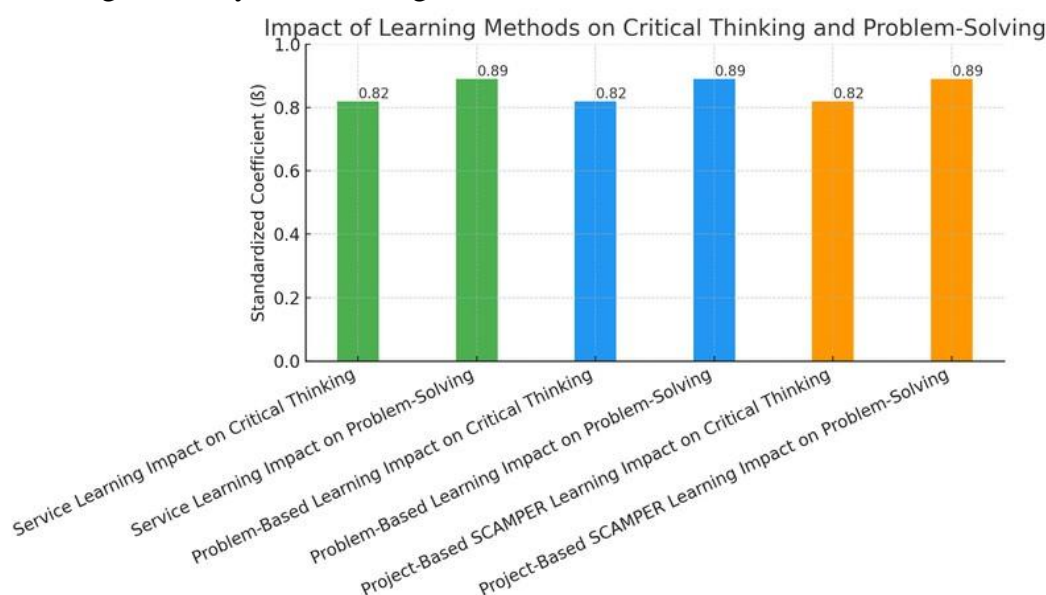 Impact of Learning Methods on Critical Thinking and Problem-Solving
Standardized Coefficient (ß)
1.0
0.8
0.6
0.4
0.2
0.0
0.82
0.89
0.82
0.89
0.82
0.89
Service Learning Impact on Critical Thinking
Service Learning Impact on Problem-Solving
Problem-Based Learning Impact on Critical Thinking
Problem-Based Learning Impact on Problem-Solving
Project-Based SCAMPER Learning Impact on Critical Thinking
Project-Based SCAMPER Learning Impact on Problem-Solving